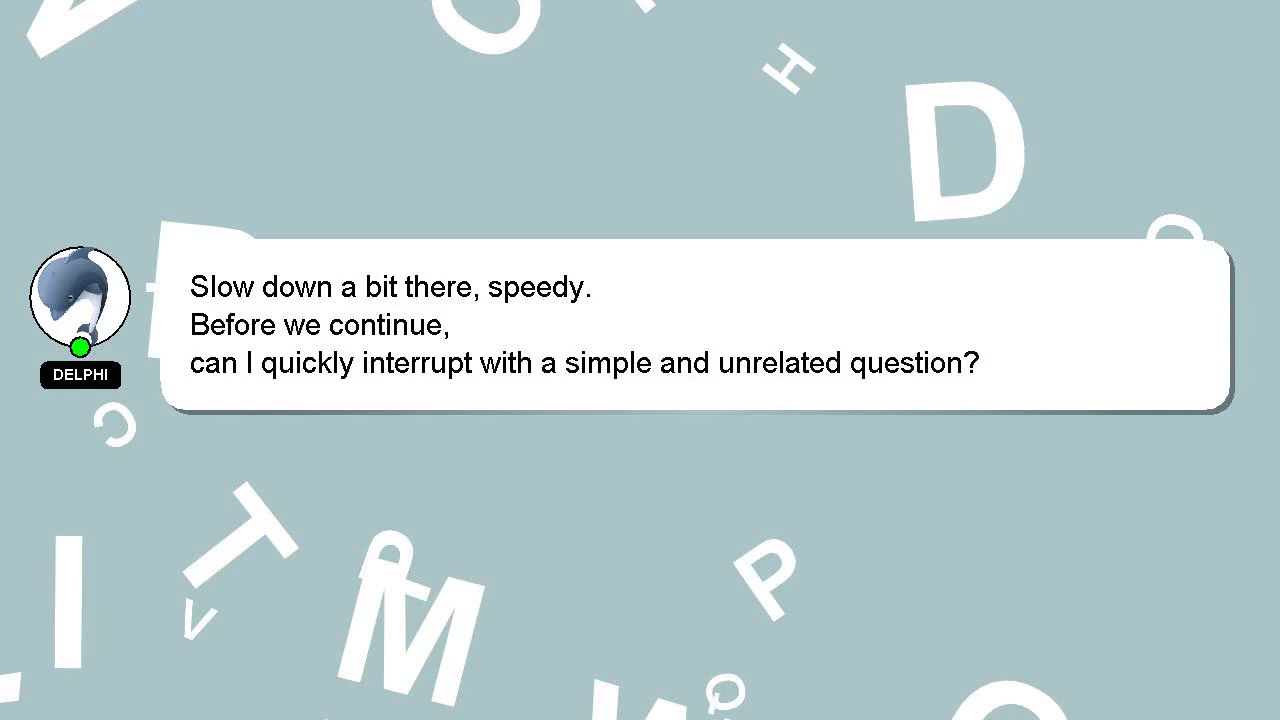 Slow down a bit there, speedy.
Before we continue,
can I quickly interrupt with a simple and unrelated question?
DELPHI
O
H
D
C
T
I
V
M
P
Q